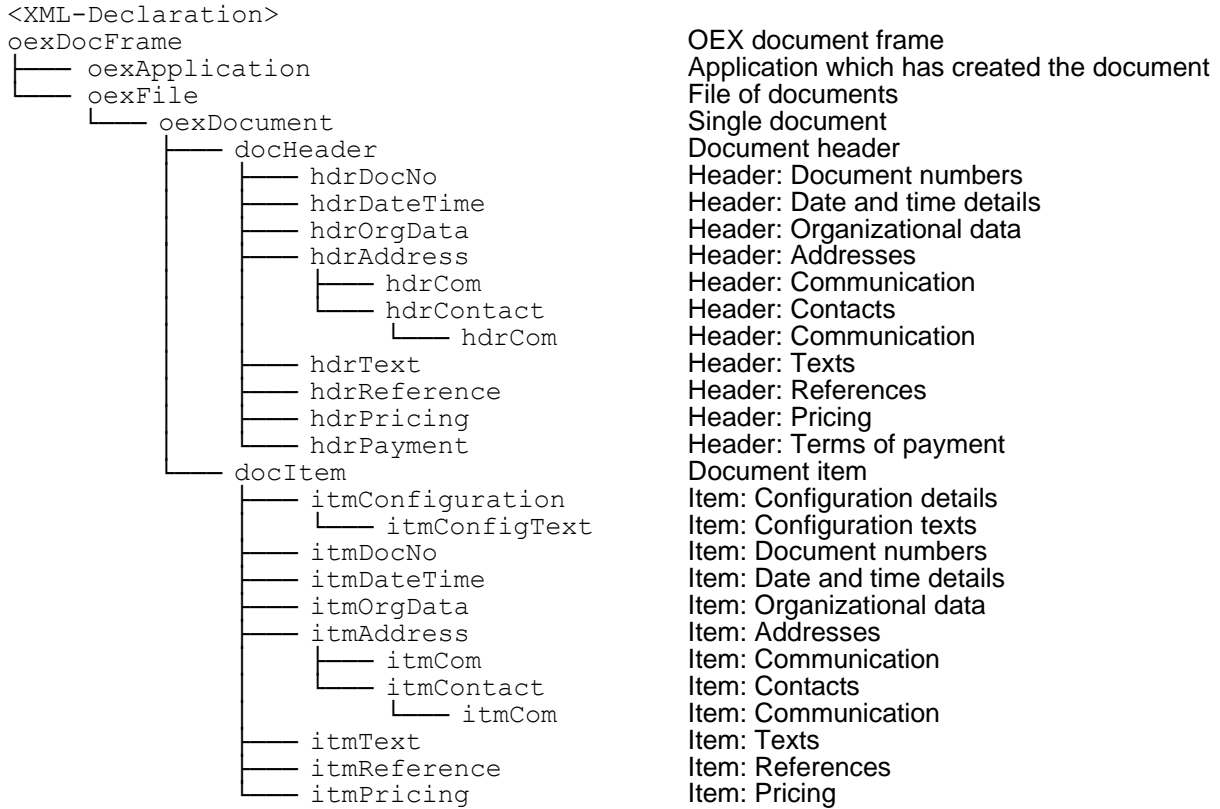 <XML-Declaration>
oexDocFrame OEX document frame
oexApplication Application which has created the document
oexFile File of documents
oexDocument Single document
docHeader Document header
hdrDocNo Header: Document numbers
hdrDateTime Header: Date and time details
hdrOrgData Header: Organizational data
hdrAddress Header: Addresses
hdrCom Header: Communication
hdrContact Header: Contacts
hdrCom Header: Communication
hdrText Header: Texts
hdrReference Header: References
hdrPricing Header: Pricing
hdrPayment Header: Terms of payment
docItem Document item
itmConfiguration Item: Configuration details
itmConfigText Item: Configuration texts
itmDocNo Item: Document numbers
itmDateTime Item: Date and time details
itmOrgData Item: Organizational data
itmAddress Item: Addresses
itmCom Item: Communication
itmContact Item: Contacts
itmCom Item: Communication
itmText Item: Texts
itmReference Item: References
itmPricing Item: Pricing